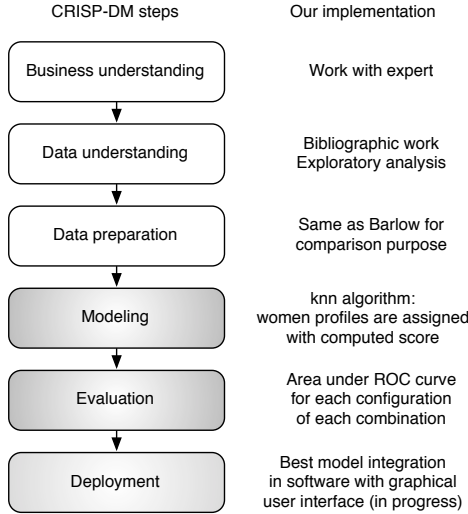 CRISP-DM steps
Our implementation
Business understanding
Work with expert
Data understanding
Bibliographic work
Exploratory analysis
Data preparation
Same as Barlow for
comparison purpose
Modeling
knn algorithm:
women profiles are assigned
with computed score
Evaluation
Area under ROC curve
for each configuration
of each combination
Deployment
Best model integration
in software with graphical
user interface (in progress)